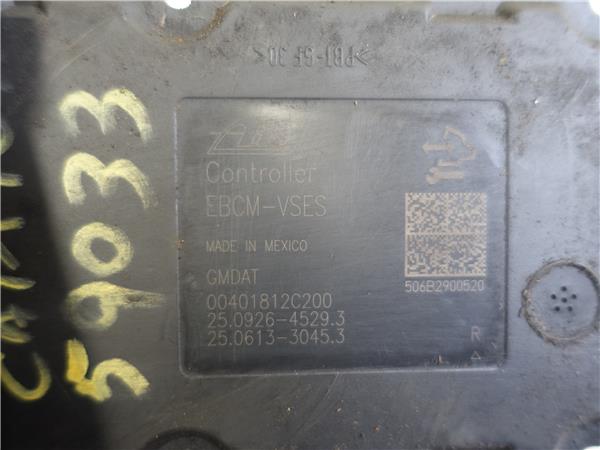 >PBT-GF 30<
Controller
EBCM-VSES
MADE IN MEXICO
GMDAT
506B2900520
00401812C200
25.0926-4529.3
25.0613-3045.3
R
59033